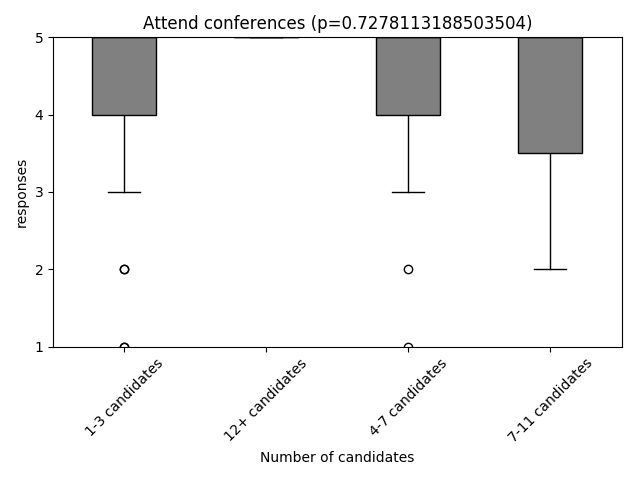 Attend conferences (p=0.7278113188503504)
5
4
3
2
1
responses
1-3 candidates
12+ candidates
4-7 candidates
7-11 candidates
Number of candidates